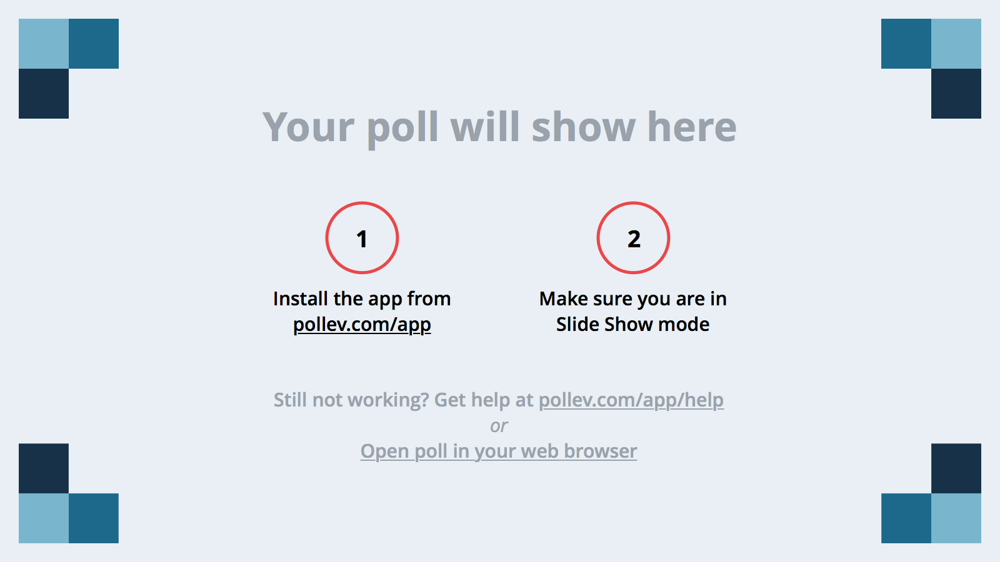 Your poll will show here
1
Install the app from
pollev.com/app
2
Make sure you are in
Slide Show mode
Still not working? Get help at pollev.com/app/help
or
Open poll in your web browser